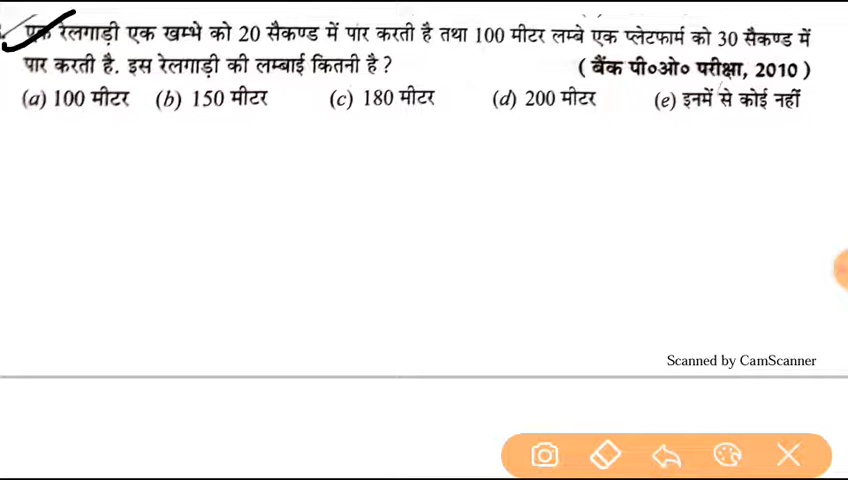 एक रेलगाड़ी एक खम्भे को 20 सैकण्ड में पार करती है तथा 100 मीटर लम्बे एक प्लेटफार्म को 30 सैकण्ड में
पार करती है. इस रेलगाड़ी की लम्बाई कितनी है ? ( बैंक पी०ओ० परीक्षा, 2010 )
(a) 100 मीटर (b) 150 मीटर (c) 180 मीटर (d) 200 मीटर (e) इनमें से कोई नहीं
Scanned by CamScanner